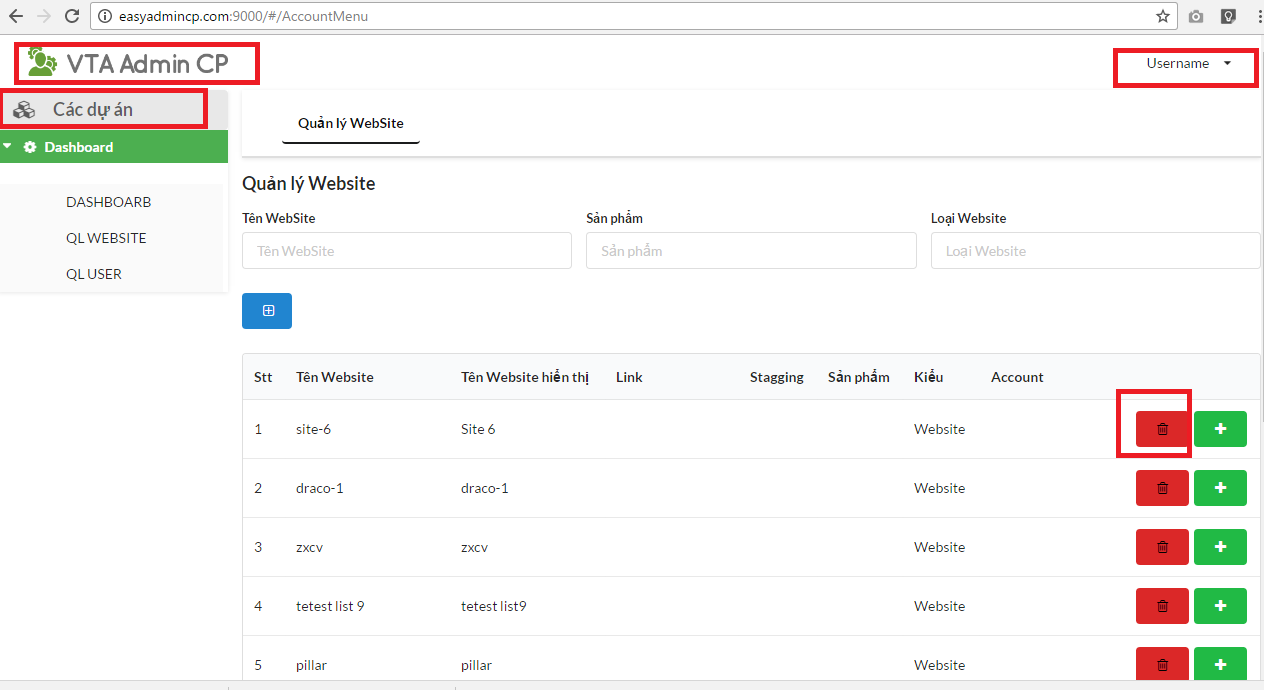 easyadmincp.com:9000/#/AccountMenu
VTA Admin CP
Username
Các dự án
Dashboard
DASHBOARB
QL WEBSITE
QL USER
Quản lý WebSite
Quản lý Website
Tên WebSite Sản phẩm Loại Website
Tên WebSite Sản phẩm Loại Website
Stt Tên Website Tên Website hiển thị Link Stagging Sản phẩm Kiểu Account
1 site-6 Site 6 Website
2 draco-1 draco-1 Website
3 zxcv zxcv Website
4 tetest list 9 tetest list9 Website
5 pillar pillar Website